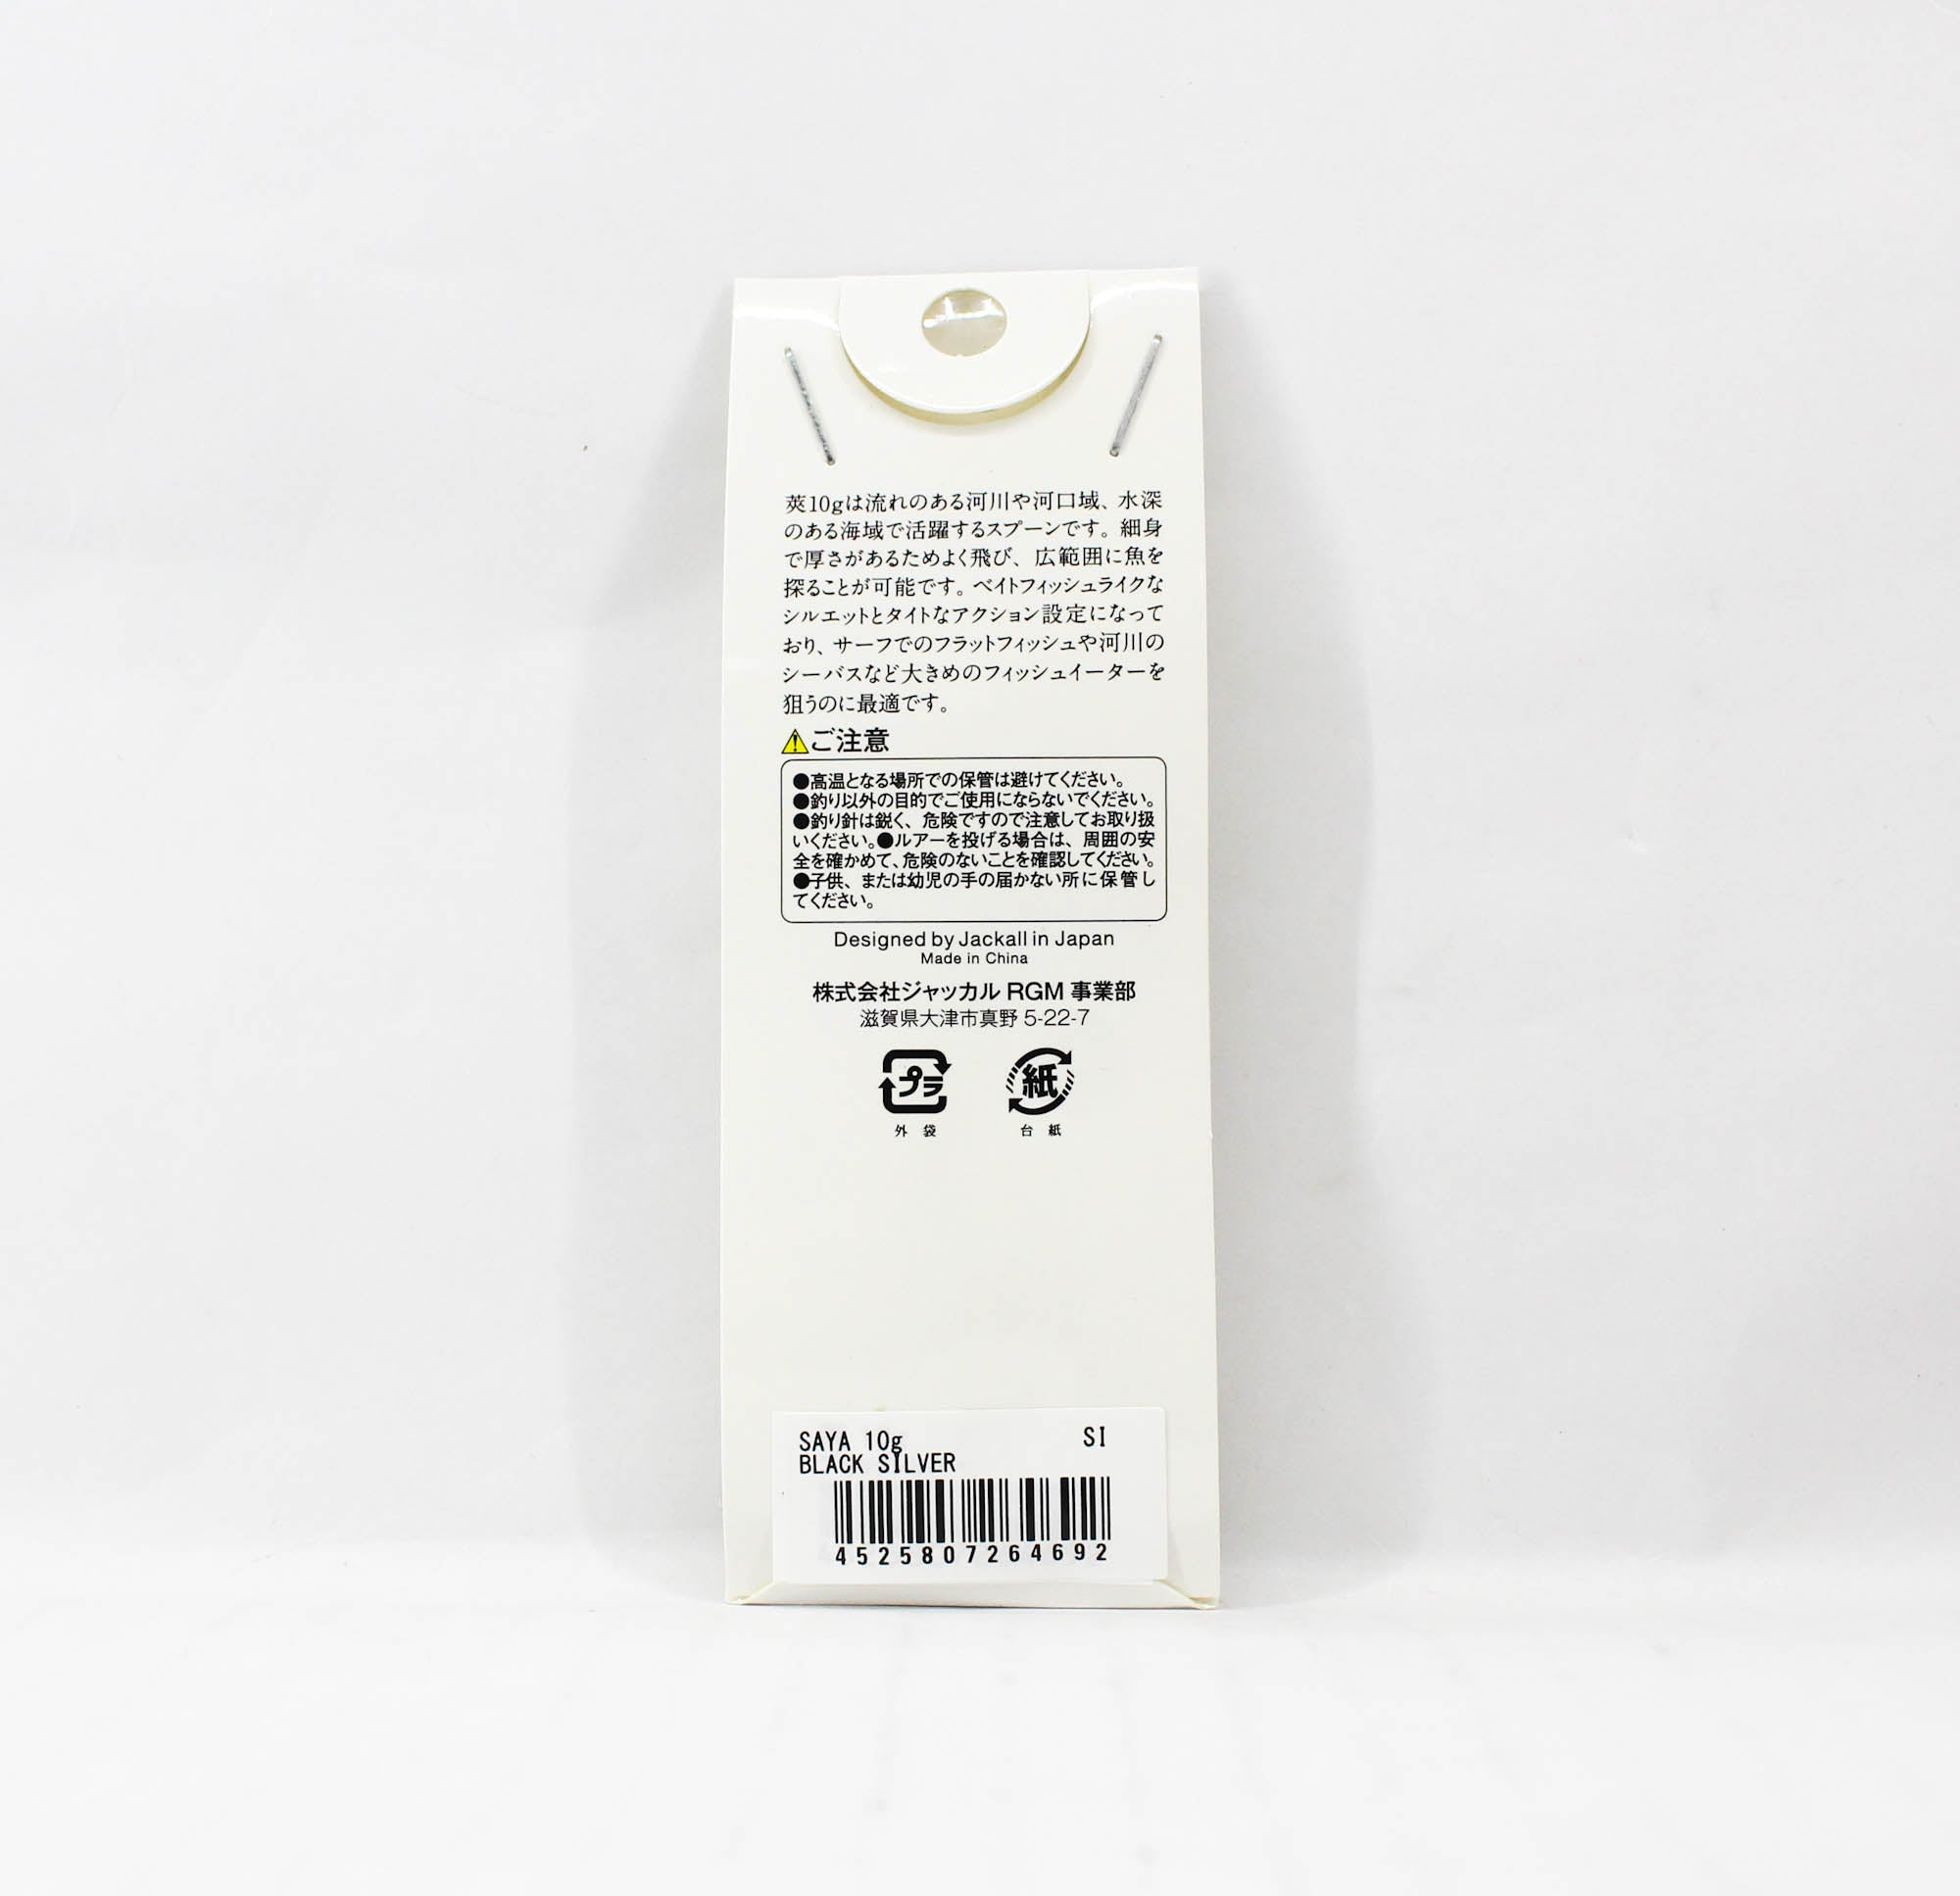 莢10gは流れのある河川や河口域、水深
のある海域で活躍するスプーンです。細身
で厚さがあるためよく飛び、広範囲に魚を
探ることが可能です。ベイトフィッシュライクな
シルエットとタイトなアクション設定になって
おり、サーフでのフラットフィッシュや河川の
シーバスなど大きめのフィッシュイーターを
狙うのに最適です。
ご注意
●高温となる場所での保管は避けてください。
●釣り以外の目的でご使用にならないでください。
●釣り針は鋭く、危険ですので注意してお取り扱
いください。●ルアーを投げる場合は、周囲の安
全を確かめて、危険のないことを確認してください。
●子供、または幼児の手の届かない所に保管し
てください。
Designed by Jackall in Japan
Made in China
株式会社ジャッカル RGM 事業部
滋賀県大津市真野 5-22-7
プラ 紙
外袋 台紙
SAYA 10g SI
BLACK SILVER
4525807264692